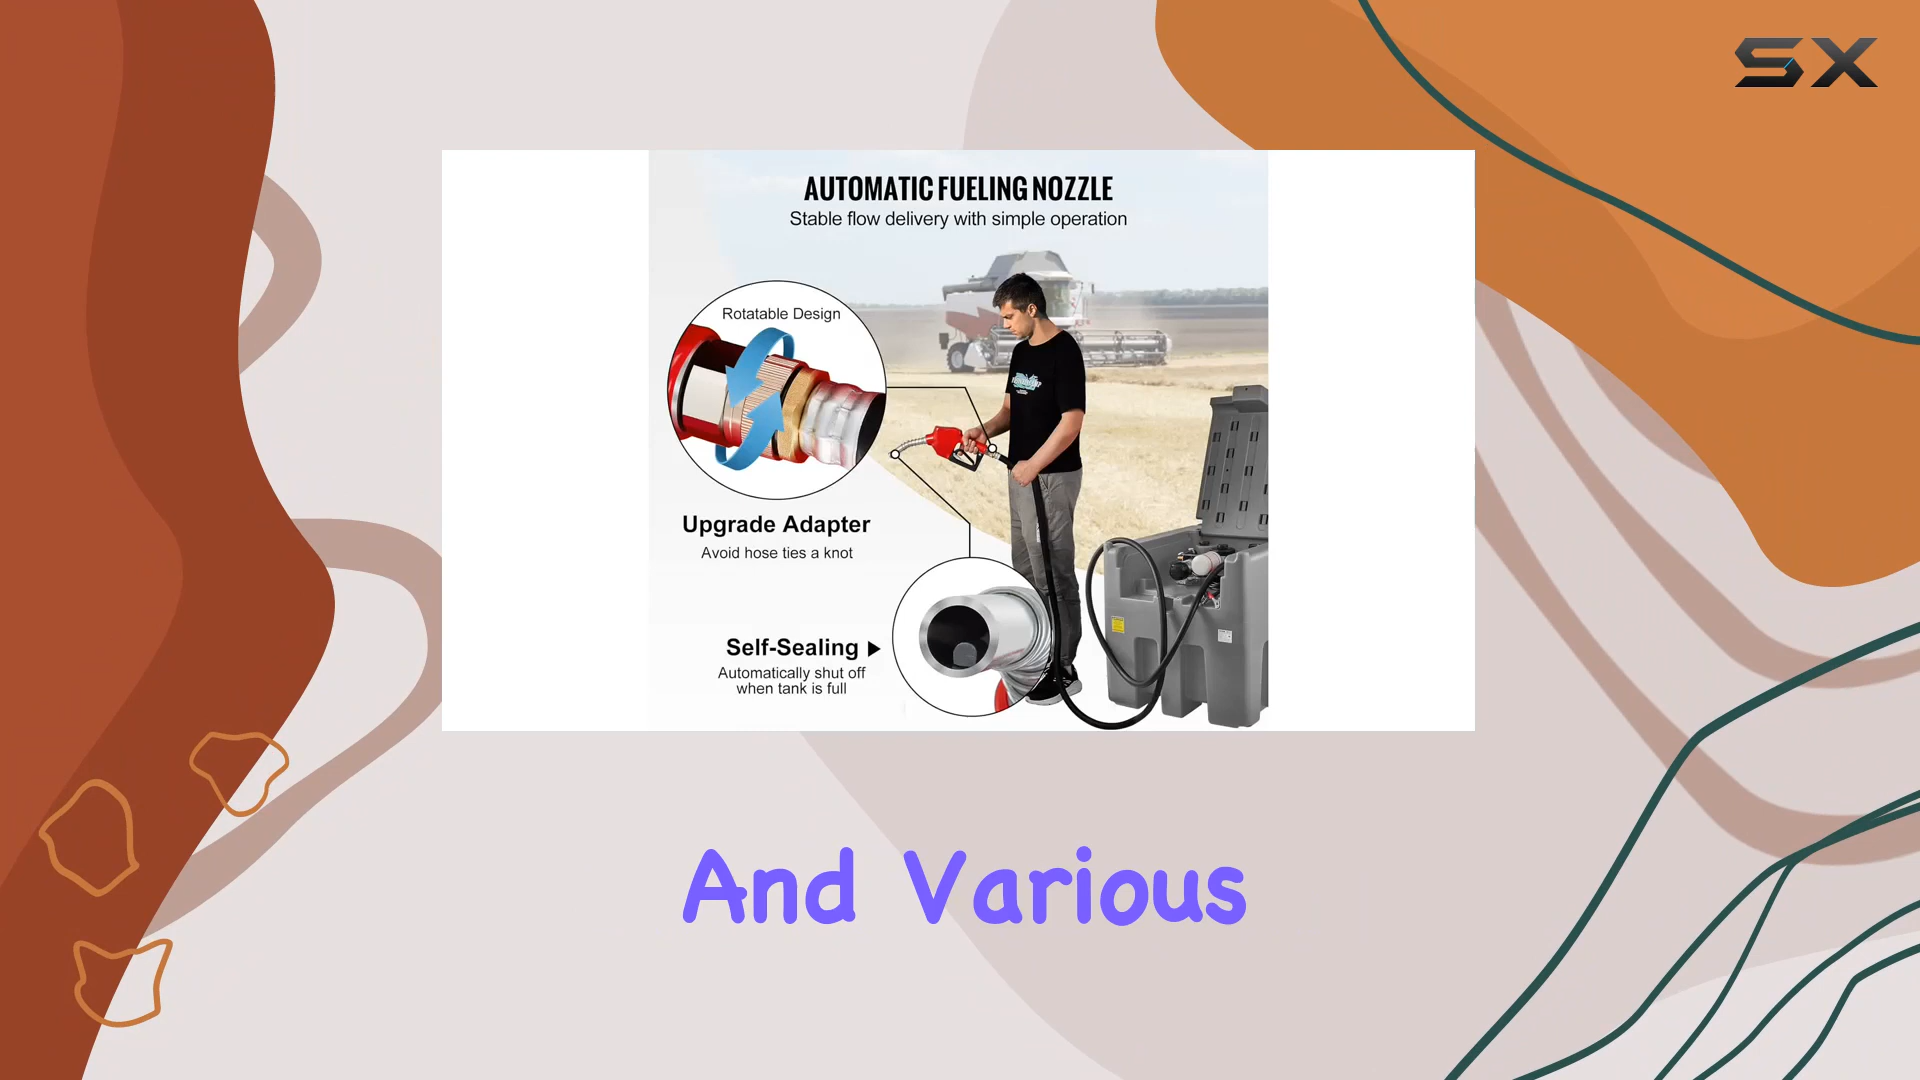 SX
AUTOMATIC FUELING NOZZLE
Stable flow delivery with simple operation
Rotatable Design
Upgrade Adapter
Avoid hose ties a knot
Self-Sealing
Automatically shut off
when tank is full
And Various